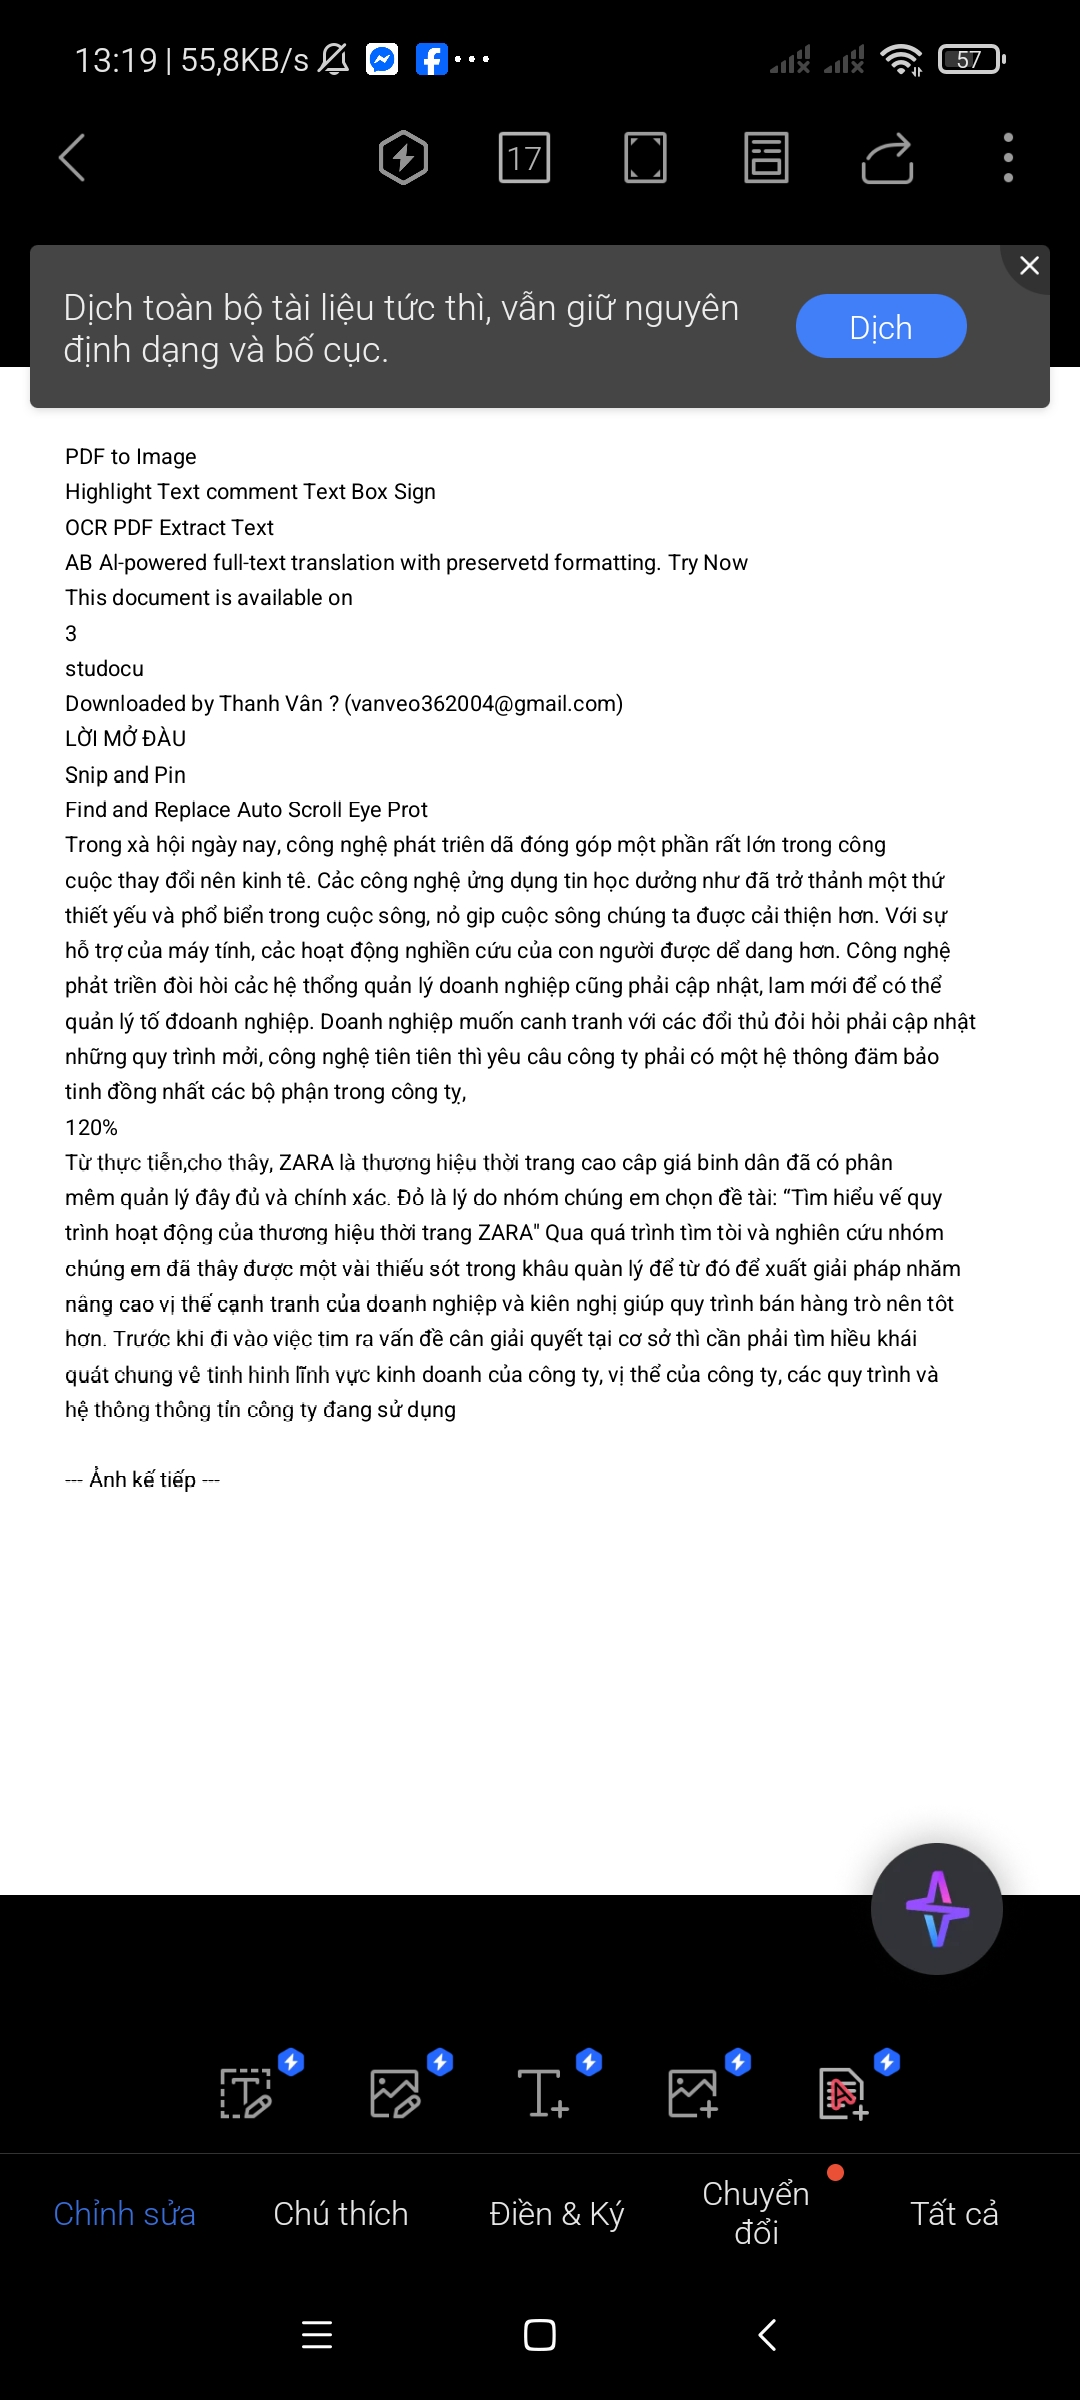 13:19 | 55,8KB/s
57
17
Dịch toàn bộ tài liệu tức thì, vẫn giữ nguyên
định dạng và bố cục.
Dịch
PDF to Image
Highlight Text comment Text Box Sign
OCR PDF Extract Text
AB Al-powered full-text translation with preservetd formatting. Try Now
This document is available on
3
studocu
Downloaded by Thanh Vân ? (vanveo362004@gmail.com)
LỜI MỞ ĐÀU
Snip and Pin
Find and Replace Auto Scroll Eye Prot
Trong xà hội ngày nay, công nghệ phát triên dã đóng góp một phần rất lớn trong công
cuộc thay đổi nên kinh tê. Cảc công nghệ ửng dụng tin học dưởng như đã trở thảnh một thứ
thiết yếu và phổ biển trong cuộc sông, nỏ gip cuộc sông chúng ta đuợc cải thiện hơn. Với sự
hỗ trợ của máy tính, cảc hoạt động nghiền cứu của con người được dể dang hơn. Công nghệ
phảt triền đòi hòi cảc hệ thổng quản lý doanh nghiệp cũng phải cập nhật, lam mới để có thể
quản lý tố đdoanh nghiệp. Doanh nghiệp muốn canh tranh với các đổi thủ đỏi hỏi phải cập nhật
những quy trình mởi, công nghệ tiên tiên thì yêu câu công ty phải có một hệ thông đäm bảo
tinh đồng nhất các bộ phận trong công tỵ,
120%
Từ thực tiễn,cho thây, ZARA là thương hiệu thời trang cao câp giá binh dân đã có phân
mêm quản lý đây đủ và chính xác. Đỏ là lý do nhóm chúng em chọn đề tài: “Tìm hiểu vế quy
trình hoạt động của thương hiệu thời trang ZARA" Qua quá trình tìm tòi và nghiên cứu nhóm
chúng em đã thây được một vài thiếu sót trong khâu quàn lý để từ đó để xuất giải pháp nhăm
nâng cao vị thế cạnh tranh của doanh nghiệp và kiên nghị giúp quy trình bán hàng trò nên tôt
hơn. Trước khi đi vào việc tim ra vấn đề cân giải quyết tại cơ sở thì cần phải tìm hiều khái
quát chung vê tinh hinh lĩnh vực kinh doanh của công ty, vị thể của công ty, các quy trình và
hệ thông thông tỉn công ty đang sử dụng
--- Ảnh kế tiếp ---
Chỉnh sửa
Chú thích
Điền & Ký
Chuyển
đổi
Tất cả